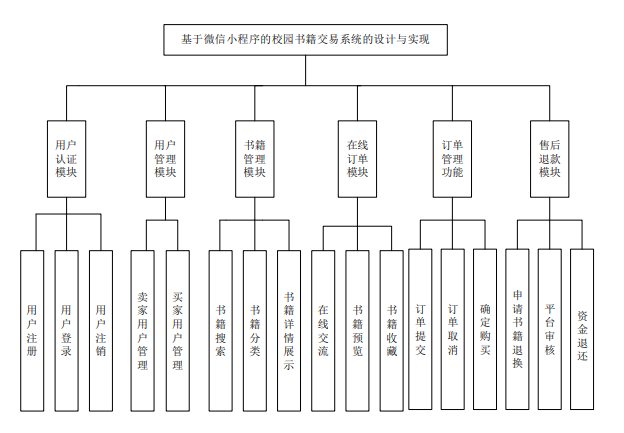 基于微信小程序的校园书籍交易系统的设计与实现
用户
认证
模块
用户
管理
模块
书籍
管理
模块
在线
订单
模块
订单
管理
功能
售后
退款
模块
用户注册
用户登录
用户注销
卖家用户管理
买家用户管理
书籍搜索
书籍分类
书籍详情展示
在线交流
书籍预览
书籍收藏
订单提交
订单取消
确定购买
申请书籍退换
平台审核
资金退还